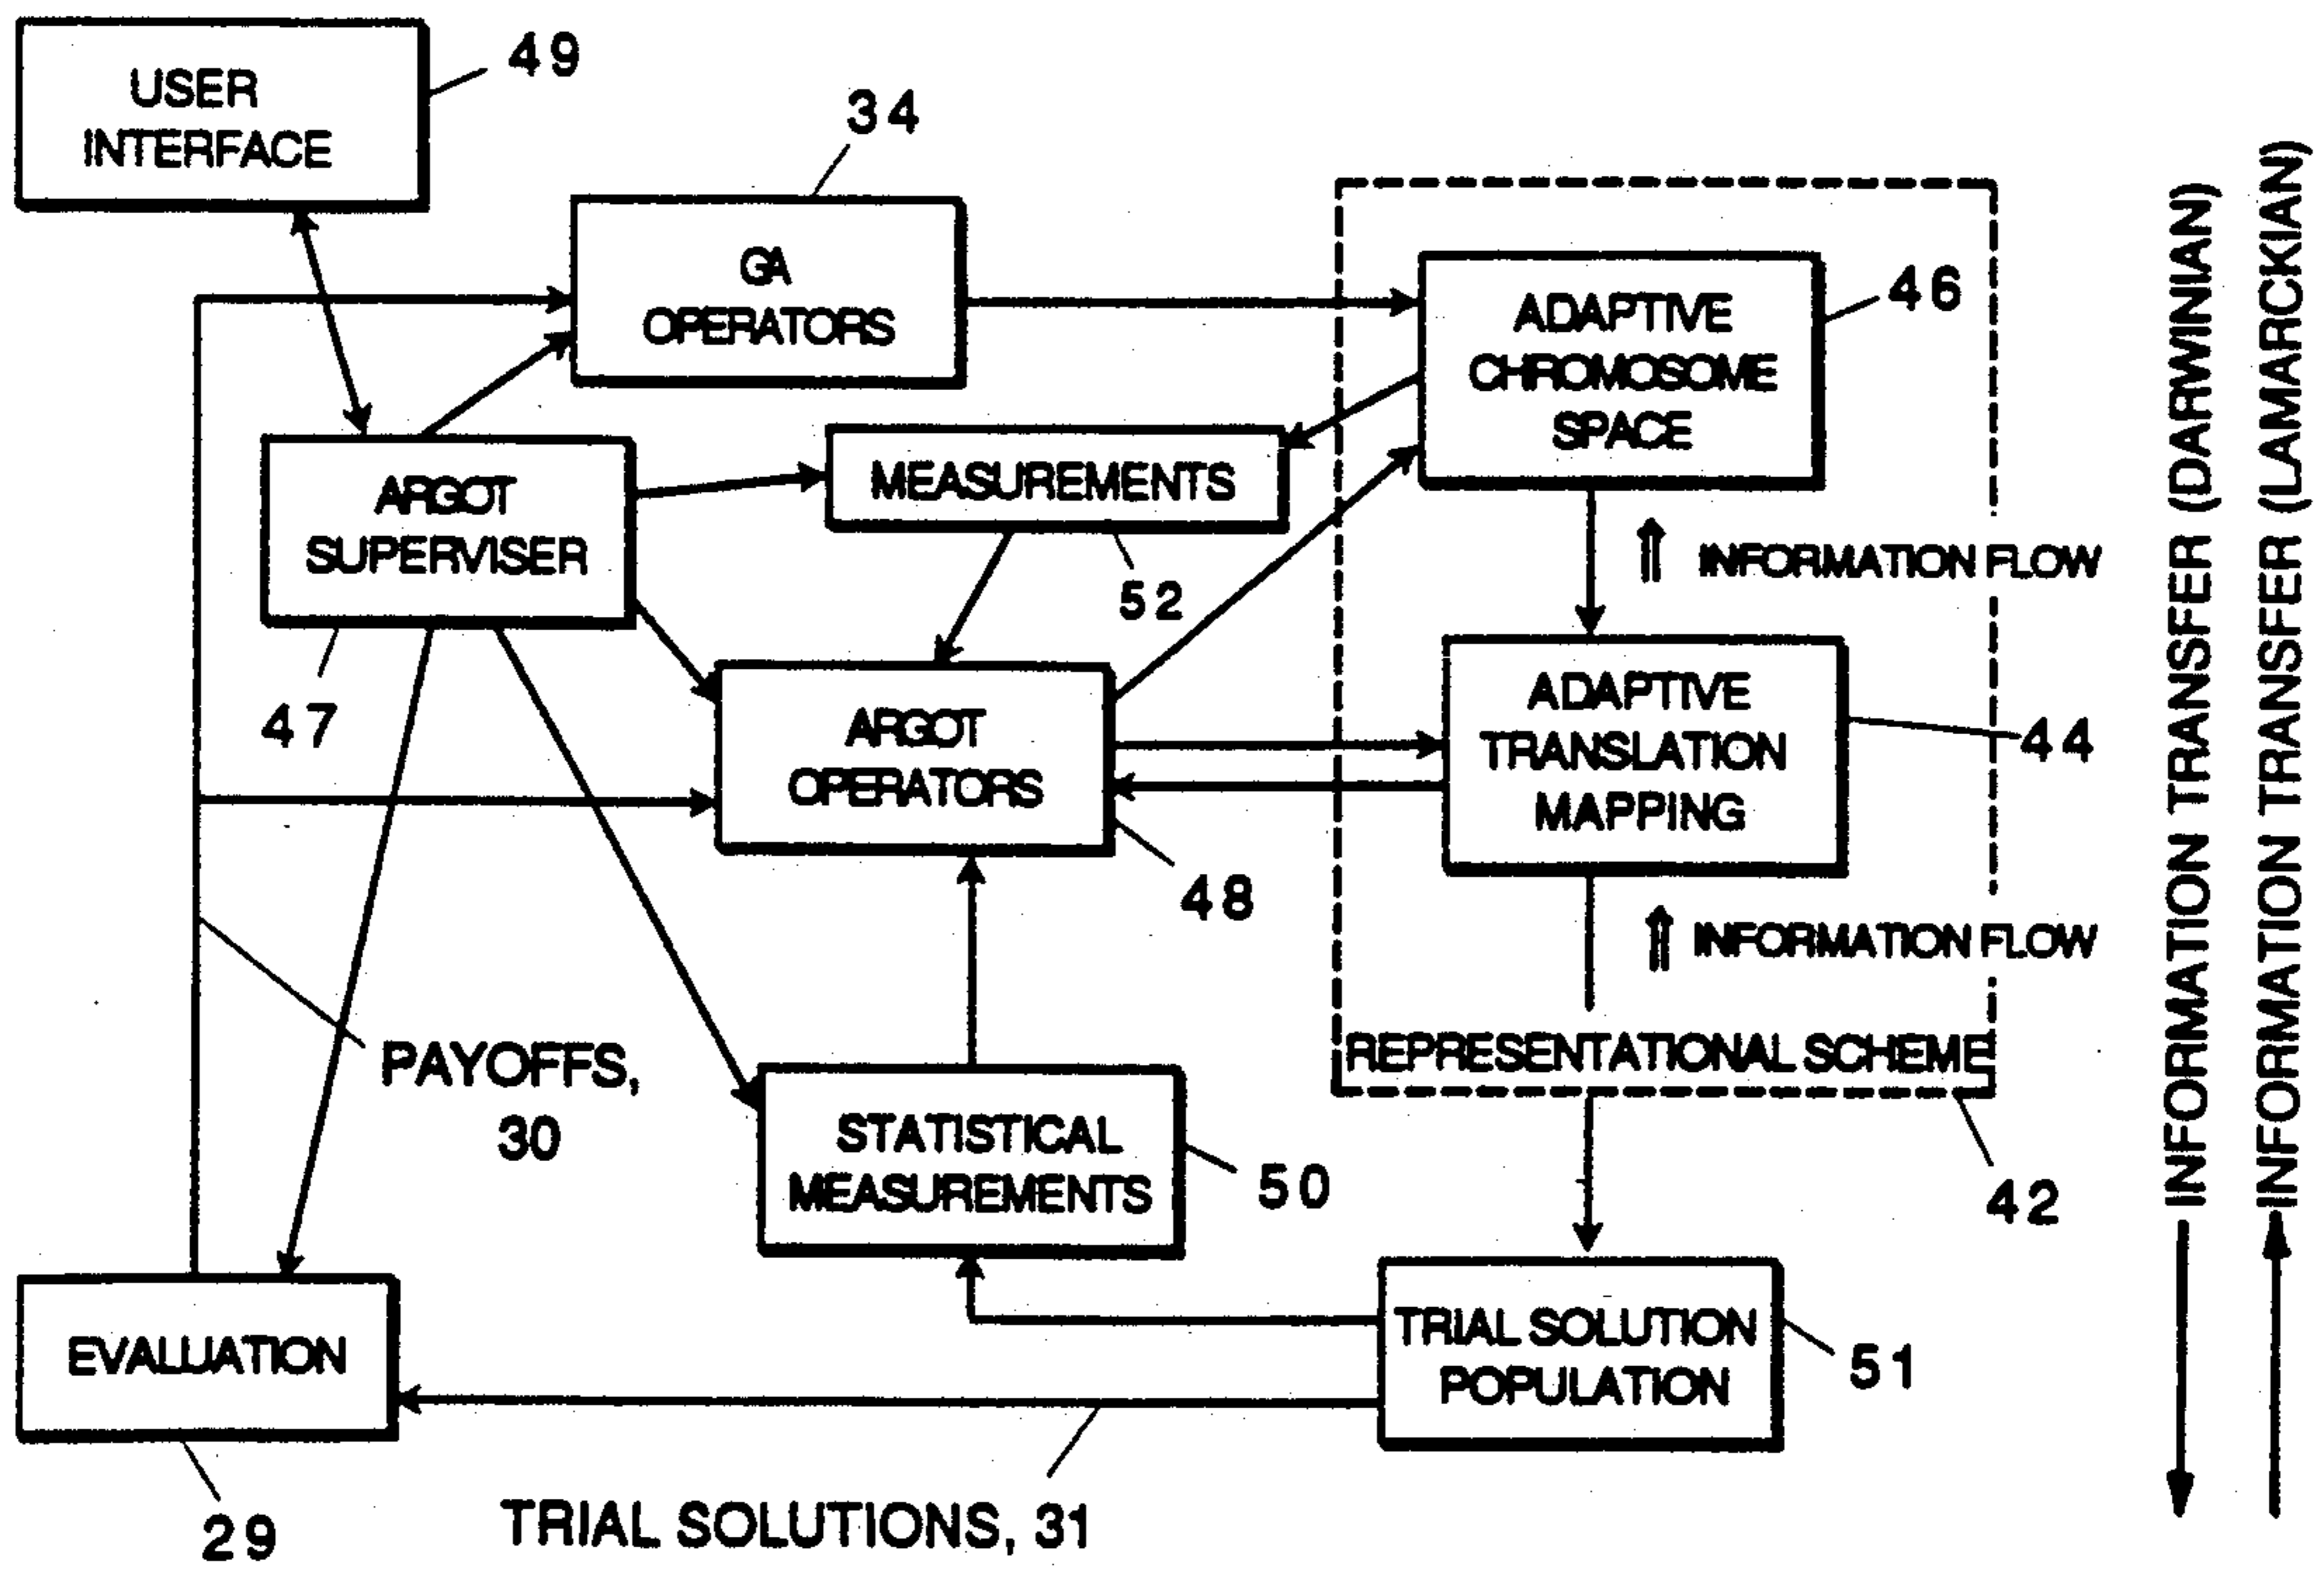 USER
INTERFACE
49
34
GA
OPERATORS
ADAPTIVE
CHROMOSOME
SPACE
46
ARGOT
SUPERVISER
47
MEASUREMENTS
52
INFORMATION FLOW
ADAPTIVE
TRANSLATION
MAPPING
44
ARGOT
OPERATORS
48
INFORMATION FLOW
REPRESENTATIONAL SCHEME
42
PAYOFFS,
30
STATISTICAL
MEASUREMENTS
50
EVALUATION
29
TRIAL SOLUTION
POPULATION
51
TRIAL SOLUTIONS, 31
INFORMATION TRANSFER (DARWINIAN)
INFORMATION TRANSFER (LAMARCKIAN)